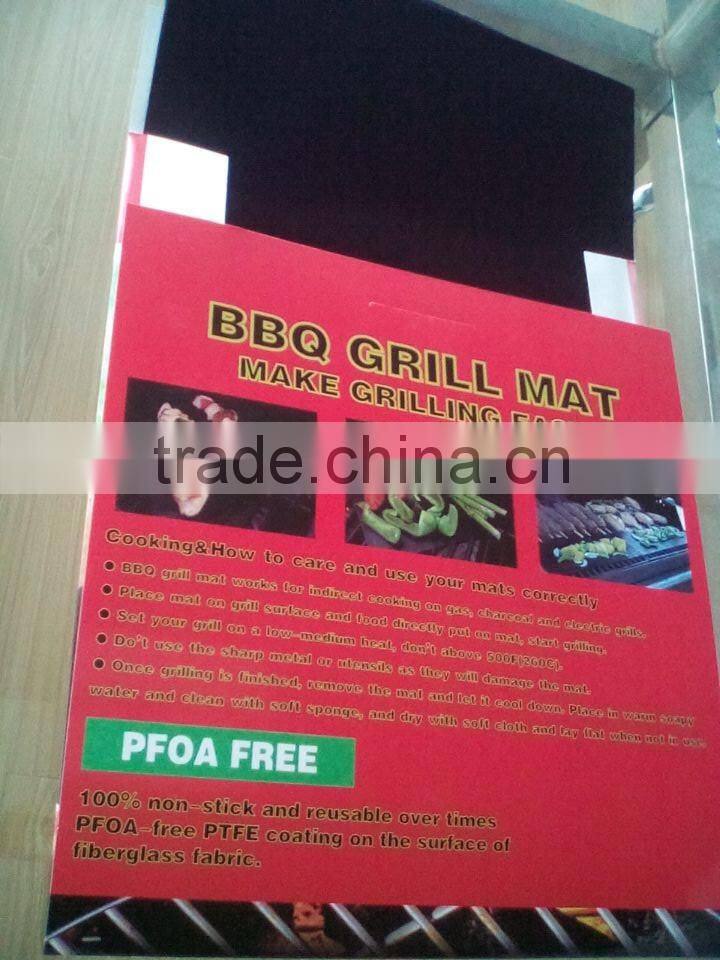 BBQ GRILL MAT
MAKE GRILLING
trade.china.cn
Cooking&How to care and use your mats correctly
● BBQ grill mat works for indirect cooking on gas, charcoal and electric grills.
● Place mat on grill surface and food directly put on mat, start grilling.
● Set your grill on a low-medium heat, don't above 500F(260C).
● Do't use the sharp metal or utensils as they will damage the mat.
● Once grilling is finished, remove the mat and let it cool down. Place in warm soapy
water and clean with soft sponge, and dry with soft cloth and lay flat when not in use.
PFOA FREE
100% non-stick and reusable over times
PFOA-free PTFE coating on the surface of
fiberglass fabric.